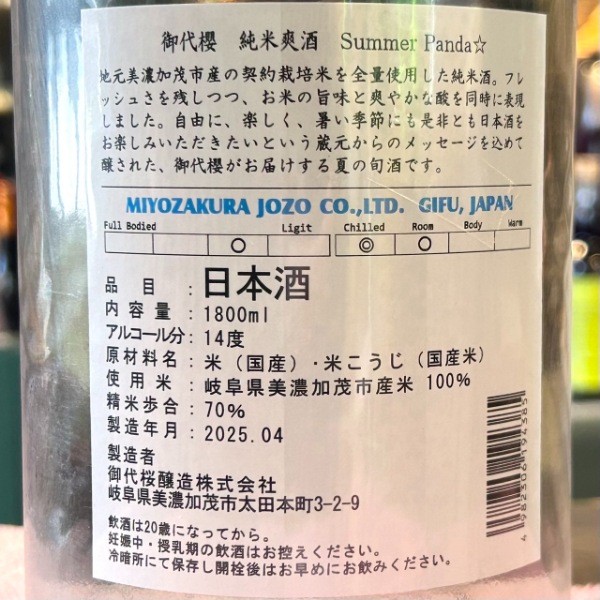 御代櫻 純米爽酒 Summer Panda☆
地元美濃加茂市産の契約栽培米を全量使用した純米酒。フレ
ッシュさを残しつつ、お米の旨味と爽やかな酸を同時に表現
しました。自由に、楽しく、暑い季節にも是非とも日本酒を
お楽しみいただきたいという蔵元からのメッセージを込めて
醸された、御代櫻がお届けする夏の旬酒です。
MIYOZAKURA JOZO CO.,LTD. GIFU, JAPAN
Full Bodied Ligit Chilled Room Body Warm
○ ◎ ○
品目:日本酒
内容量:1800ml
アルコール分:14度
原材料名:米(国産)・米こうじ(国産米)
使用米:岐阜県美濃加茂市産米 100%
精米歩合:70%
製造年月:2025.04
製造者
御代桜醸造株式会社
岐阜県美濃加茂市太田本町3-2-9
飲酒は20歳になってから。
妊娠中・授乳期の飲酒はお控えください。
冷暗所にて保存し開栓後はお早めにお飲みください。
4 982306 194385